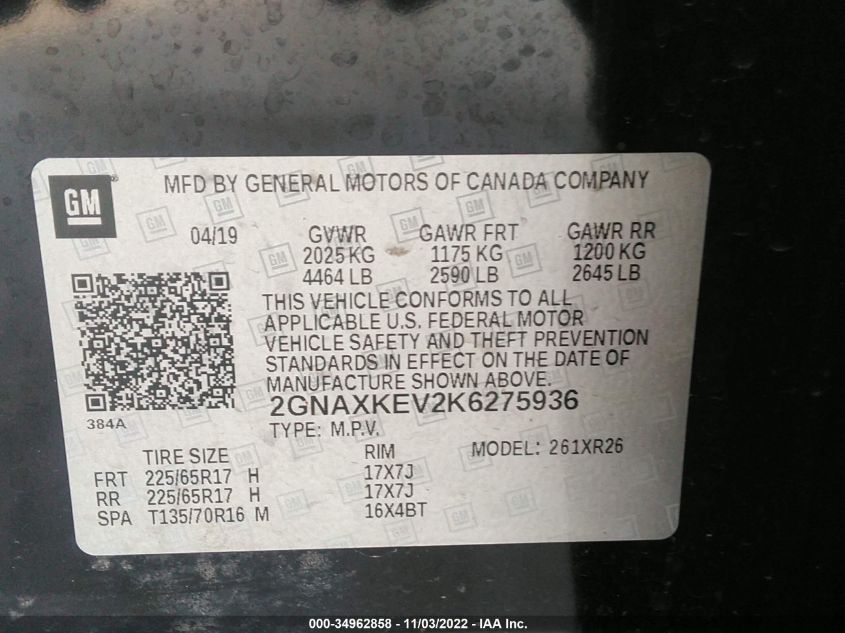 GM
MFD BY GENERAL MOTORS OF CANADA COMPANY
04/19 GVWR GAWR FRT GAWR RR
2025 KG 1175 KG 1200 KG
4464 LB 2590 LB 2645 LB
THIS VEHICLE CONFORMS TO ALL
APPLICABLE U.S. FEDERAL MOTOR
VEHICLE SAFETY AND THEFT PREVENTION
STANDARDS IN EFFECT ON THE DATE OF
MANUFACTURE SHOWN ABOVE.
384A 2GNAXKEV2K6275936
TYPE: M.P.V.
TIRE SIZE RIM MODEL: 261XR26
FRT 225/65R17 H 17X7J
RR 225/65R17 H 17X7J
SPA T135/70R16 M 16X4BT
000-34962858 - 11/03/2022 - IAA Inc.